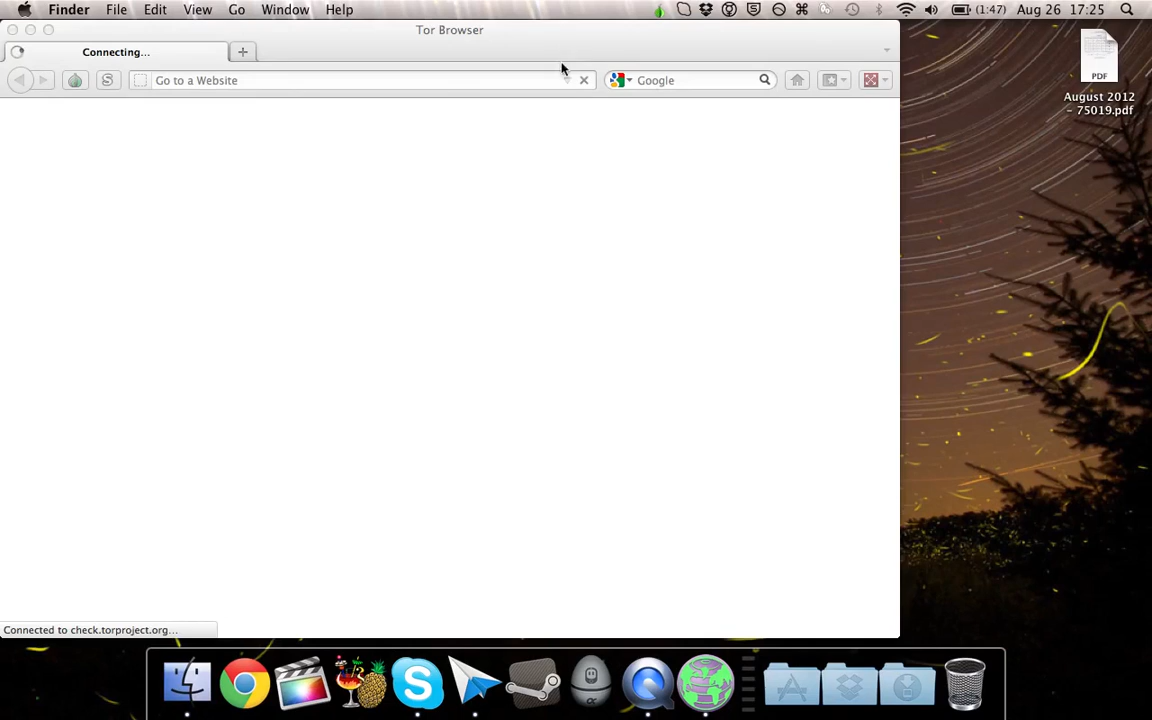 Finder File Edit View Go Window Help (1:47) Aug 26 17:25
Tor Browser
Connecting...
Go to a Website Google
PDF
August 2012
- 75019.pdf
Connected to check.torproject.org...